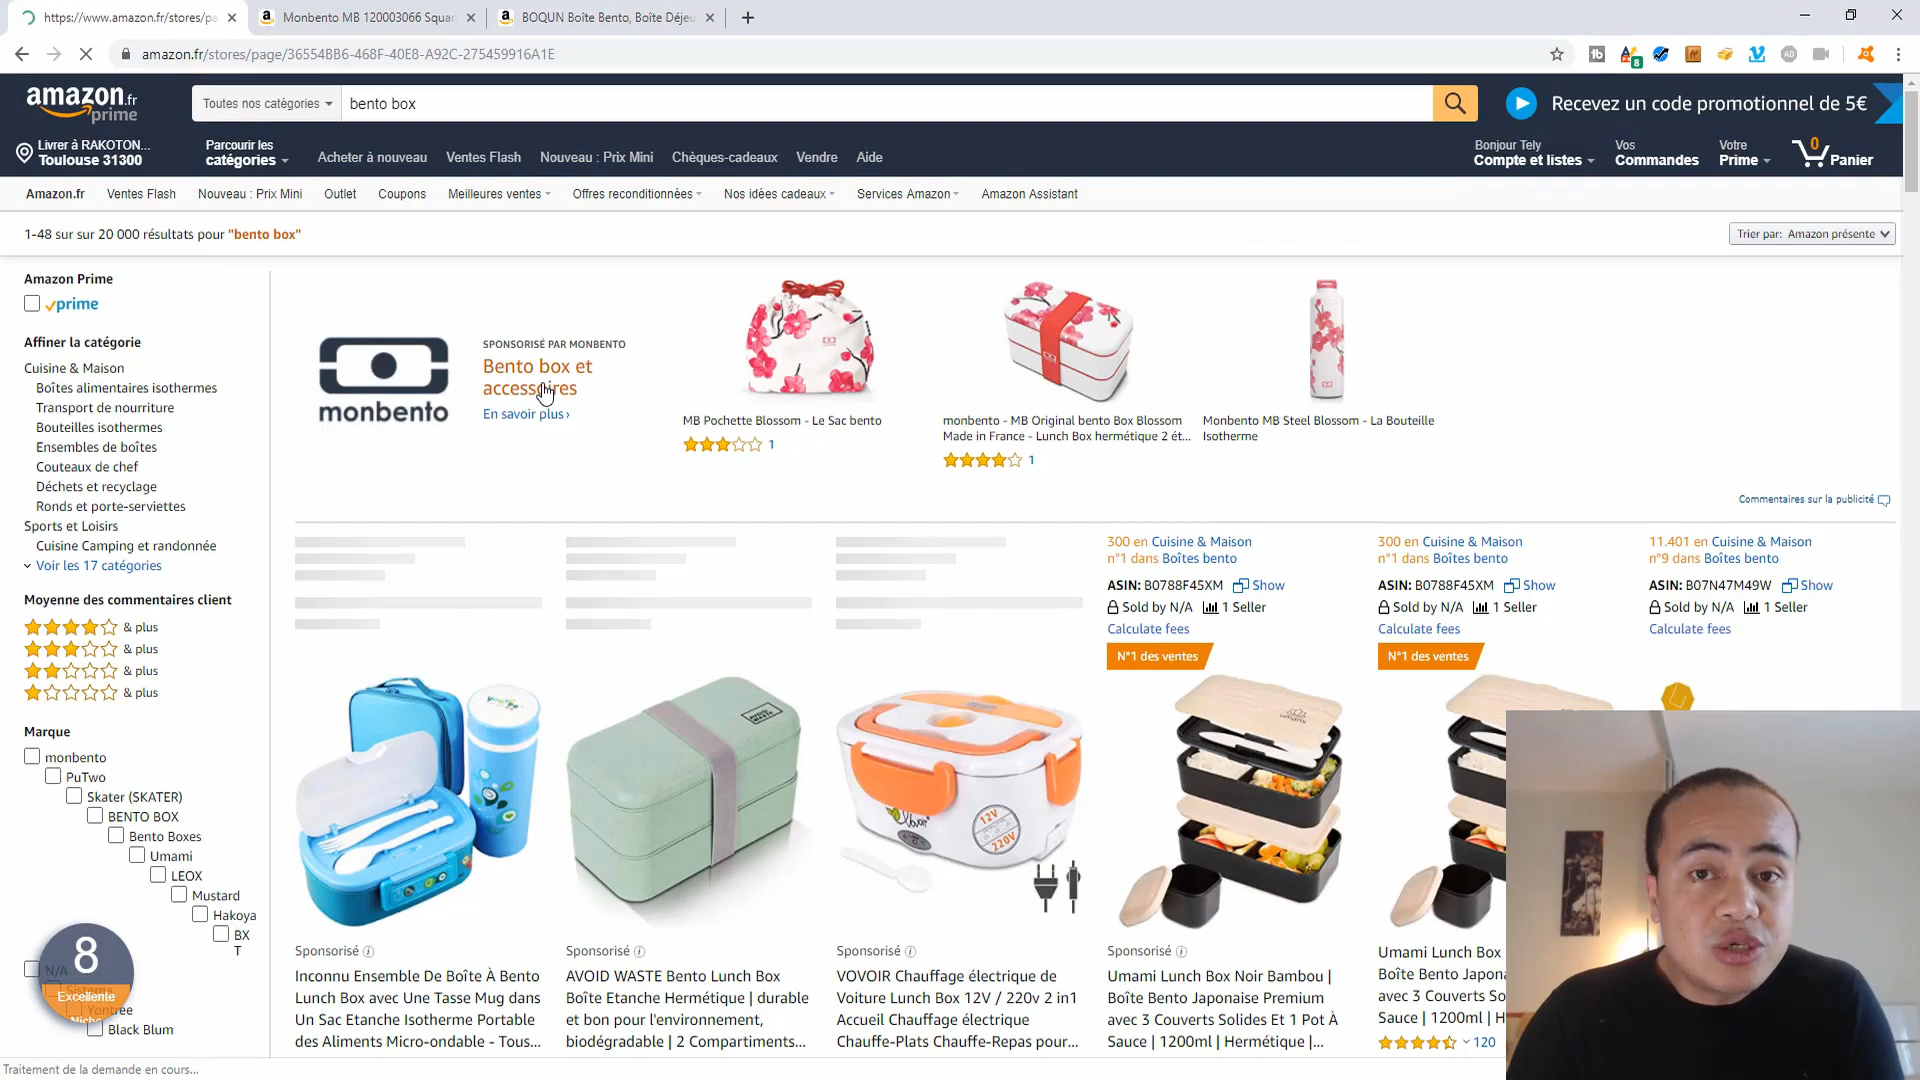 https://www.amazon.fr/stores/pa
Monbento MB 120003066 Squar
BOQUN Boîte Bento, Boîte Déjeu
amazon.fr/stores/page/36554BB6-468F-40E8-A92C-275459916A1E
8
amazon.fr
prime
Toutes nos catégories
bento box
Recevez un code promotionnel de 5€
Livrer à RAKOTON...
Toulouse 31300
Parcourir les
catégories
Acheter à nouveau
Ventes Flash
Nouveau : Prix Mini
Chèques-cadeaux
Vendre
Aide
Bonjour Tely
Compte et listes
Vos
Commandes
Votre
Prime
0
Panier
Amazon.fr
Ventes Flash
Nouveau : Prix Mini
Outlet
Coupons
Meilleures ventes
Offres reconditionnées
Nos idées cadeaux
Services Amazon
Amazon Assistant
1-48 sur sur 20 000 résultats pour "bento box"
Trier par: Amazon présente
Amazon Prime
prime
Affiner la catégorie
Cuisine & Maison
Boîtes alimentaires isothermes
Transport de nourriture
Bouteilles isothermes
Ensembles de boîtes
Couteaux de chef
Déchets et recyclage
Ronds et porte-serviettes
Sports et Loisirs
Cuisine Camping et randonnée
Voir les 17 catégories
Moyenne des commentaires client
& plus
& plus
& plus
& plus
Marque
monbento
PuTwo
Skater (SKATER)
BENTO BOX
Bento Boxes
Umami
LEOX
Mustard
Hakoya
BX
T
N/A
Sistema
Yontree
Black Blum
8
Excellente
Niche
monbento
SPONSORISÉ PAR MONBENTO
Bento box et
accessoires
En savoir plus›
MB Pochette Blossom - Le Sac bento
1
monbento - MB Original bento Box Blossom
Made in France - Lunch Box hermétique 2 ét...
1
Monbento MB Steel Blossom - La Bouteille
Isotherme
Commentaires sur la publicité
300 en Cuisine & Maison
n°1 dans Boîtes bento
ASIN: B0788F45XM Show
Sold by N/A 1 Seller
Calculate fees
N°1 des ventes
300 en Cuisine & Maison
n°1 dans Boîtes bento
ASIN: B0788F45XM Show
Sold by N/A 1 Seller
Calculate fees
N°1 des ventes
11.401 en Cuisine & Maison
n°9 dans Boîtes bento
ASIN: B07N47M49W Show
Sold by N/A 1 Seller
Calculate fees
AVOID WASTE
12V
220V
umami
Sponsorisé
Inconnu Ensemble De Boîte À Bento
Lunch Box avec Une Tasse Mug dans
Un Sac Etanche Isotherme Portable
des Aliments Micro-ondable - Tous...
Sponsorisé
AVOID WASTE Bento Lunch Box
Boîte Etanche Hermétique | durable
et bon pour l'environnement,
biodégradable | 2 Compartiments...
Sponsorisé
VOVOIR Chauffage électrique de
Voiture Lunch Box 12V / 220v 2 in1
Accueil Chauffage électrique
Chauffe-Plats Chauffe-Repas pour...
Sponsorisé
Umami Lunch Box Noir Bambou |
Boîte Bento Japonaise Premium
avec 3 Couverts Solides Et 1 Pot À
Sauce | 1200ml | Hermétique |...
Umami Lunch Box
Boîte Bento Japona
avec 3 Couverts So
Sauce | 1200ml | H
120
Traitement de la demande en cours...